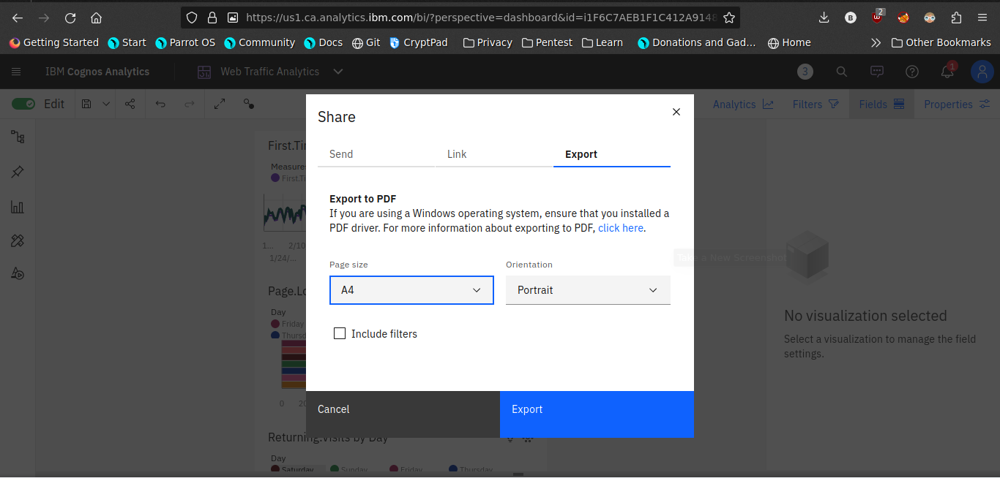 https://us1.ca.analytics.ibm.com/bi/?perspective=dashboard&id=i1F6C7AEB1F1C412A9148
B
2
Getting Started Start Parrot OS Community Docs Git CryptPad Privacy Pentest Learn Donations and Gad... Home Other Bookmarks
IBM Cognos Analytics
Web Traffic Analytics
3
1
Edit
Analytics Filters Fields Properties
Share
Send Link Export
Export to PDF
If you are using a Windows operating system, ensure that you installed a
PDF driver. For more information about exporting to PDF, click here.
Page size Orientation
A4 Portrait
Include filters
Cancel Export
First.Ti
Measures
First.T
1... 2/10
1/24/...
Page.Lo
Day
Friday
Thursd
0 20
Returning.Visits by Day
Day
Saturday Sunday Friday Thursday
Take a New Screenshot
No visualization selected
Select a visualization to manage the field
settings.